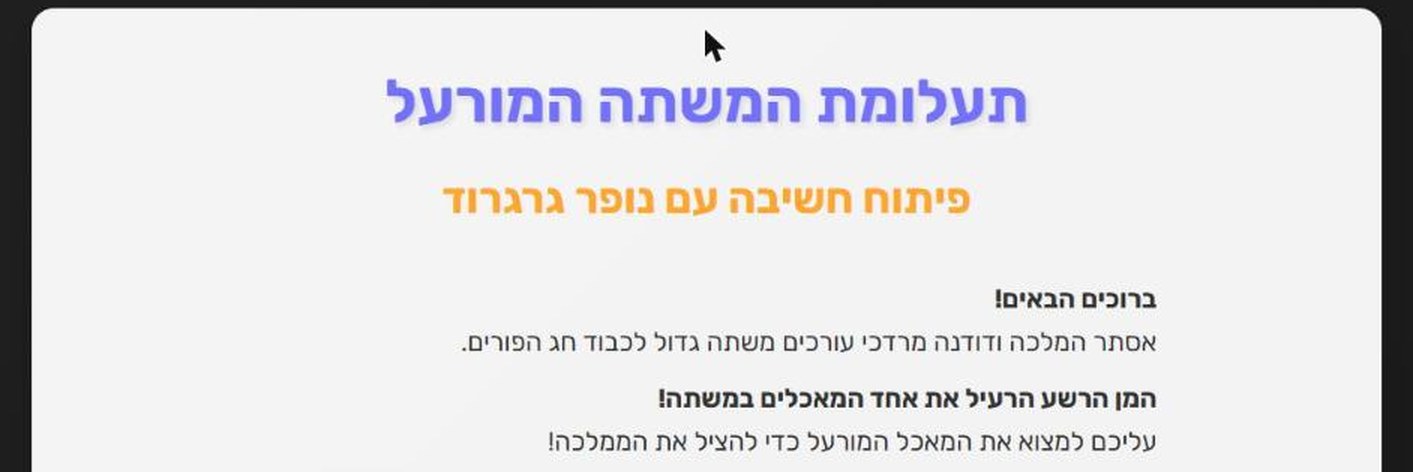 תעלומת המשתה המורעל
פיתוח חשיבה עם נופר גרגרוד
ברוכים הבאים!
אסתר המלכה ודודנה מרדכי עורכים משתה גדול לכבוד חג הפורים.
המן הרשע הרעיל את אחד המאכלים במשתה!
עליכם למצוא את המאכל המורעל כדי להציל את הממלכה!